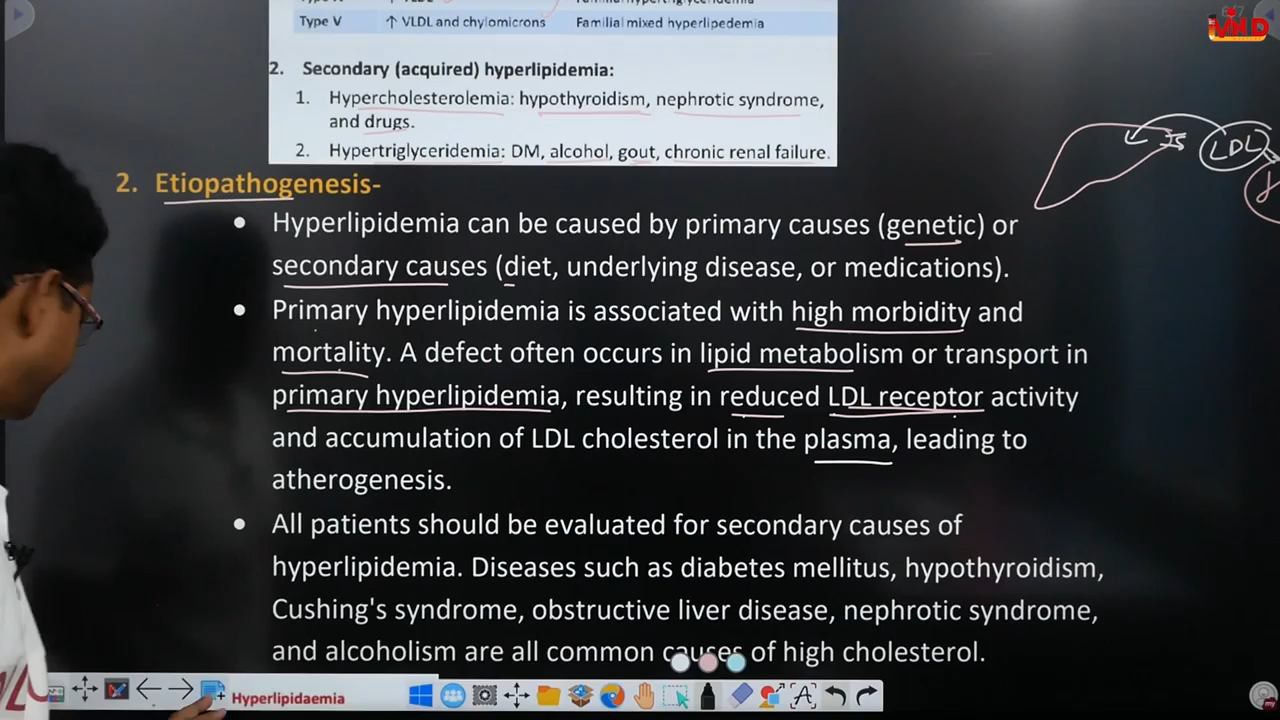 Type V ↑ VLDL and chylomicrons Familial mixed hyperlipedemia
2. Secondary (acquired) hyperlipidemia:
1. Hypercholesterolemia: hypothyroidism, nephrotic syndrome,
and drugs.
2. Hypertriglyceridemia: DM, alcohol, gout, chronic renal failure.
LDL
2. Etiopathogenesis-
• Hyperlipidemia can be caused by primary causes (genetic) or
secondary causes (diet, underlying disease, or medications).
• Primary hyperlipidemia is associated with high morbidity and
mortality. A defect often occurs in lipid metabolism or transport in
primary hyperlipidemia, resulting in reduced LDL receptor activity
and accumulation of LDL cholesterol in the plasma, leading to
atherogenesis.
• All patients should be evaluated for secondary causes of
hyperlipidemia. Diseases such as diabetes mellitus, hypothyroidism,
Cushing's syndrome, obstructive liver disease, nephrotic syndrome,
and alcoholism are all common causes of high cholesterol.
Hyperlipidaemia